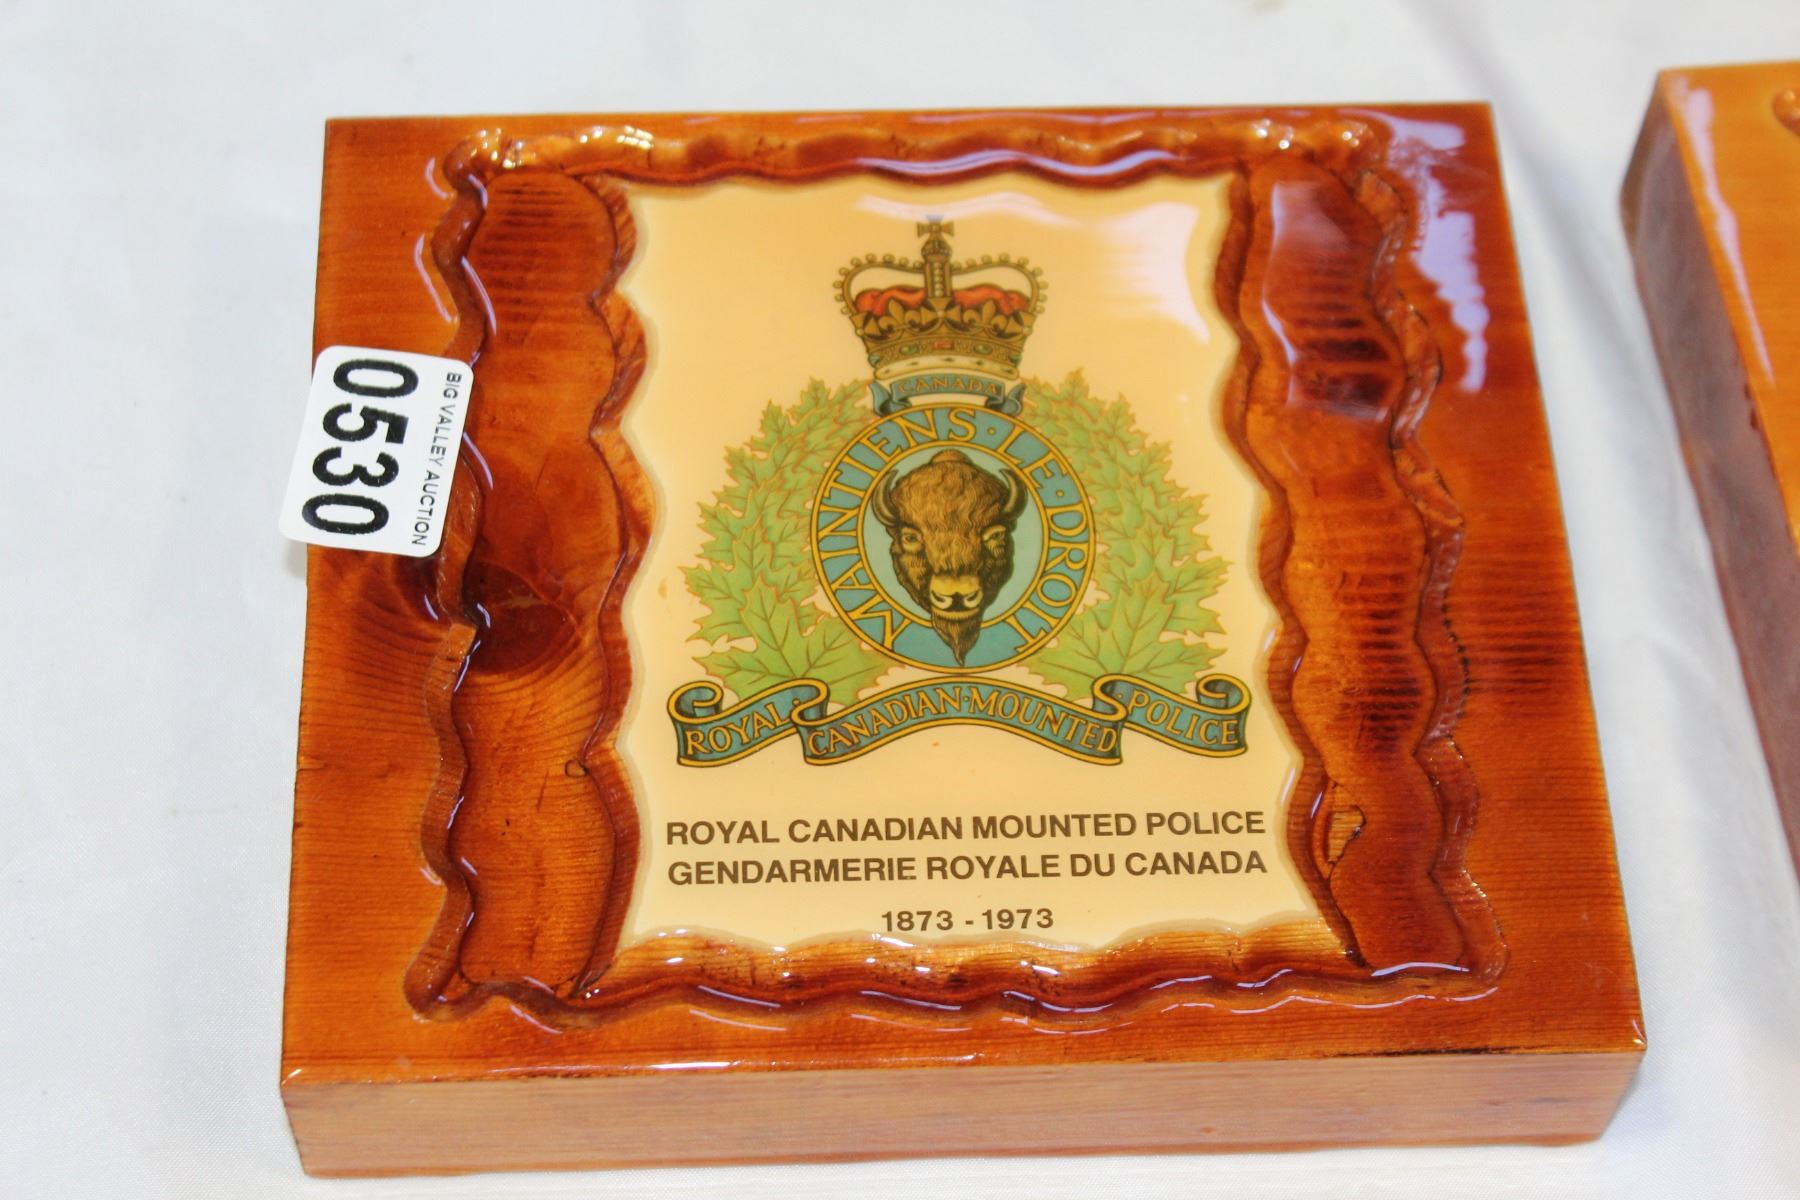 BIG VALLEY AUCTION
0530
CANADA
MAINTIENS·LE·DROIT
ROYAL·CANADIAN·MOUNTED·POLICE
ROYAL CANADIAN MOUNTED POLICE
GENDARMERIE ROYALE DU CANADA
1873 - 1973